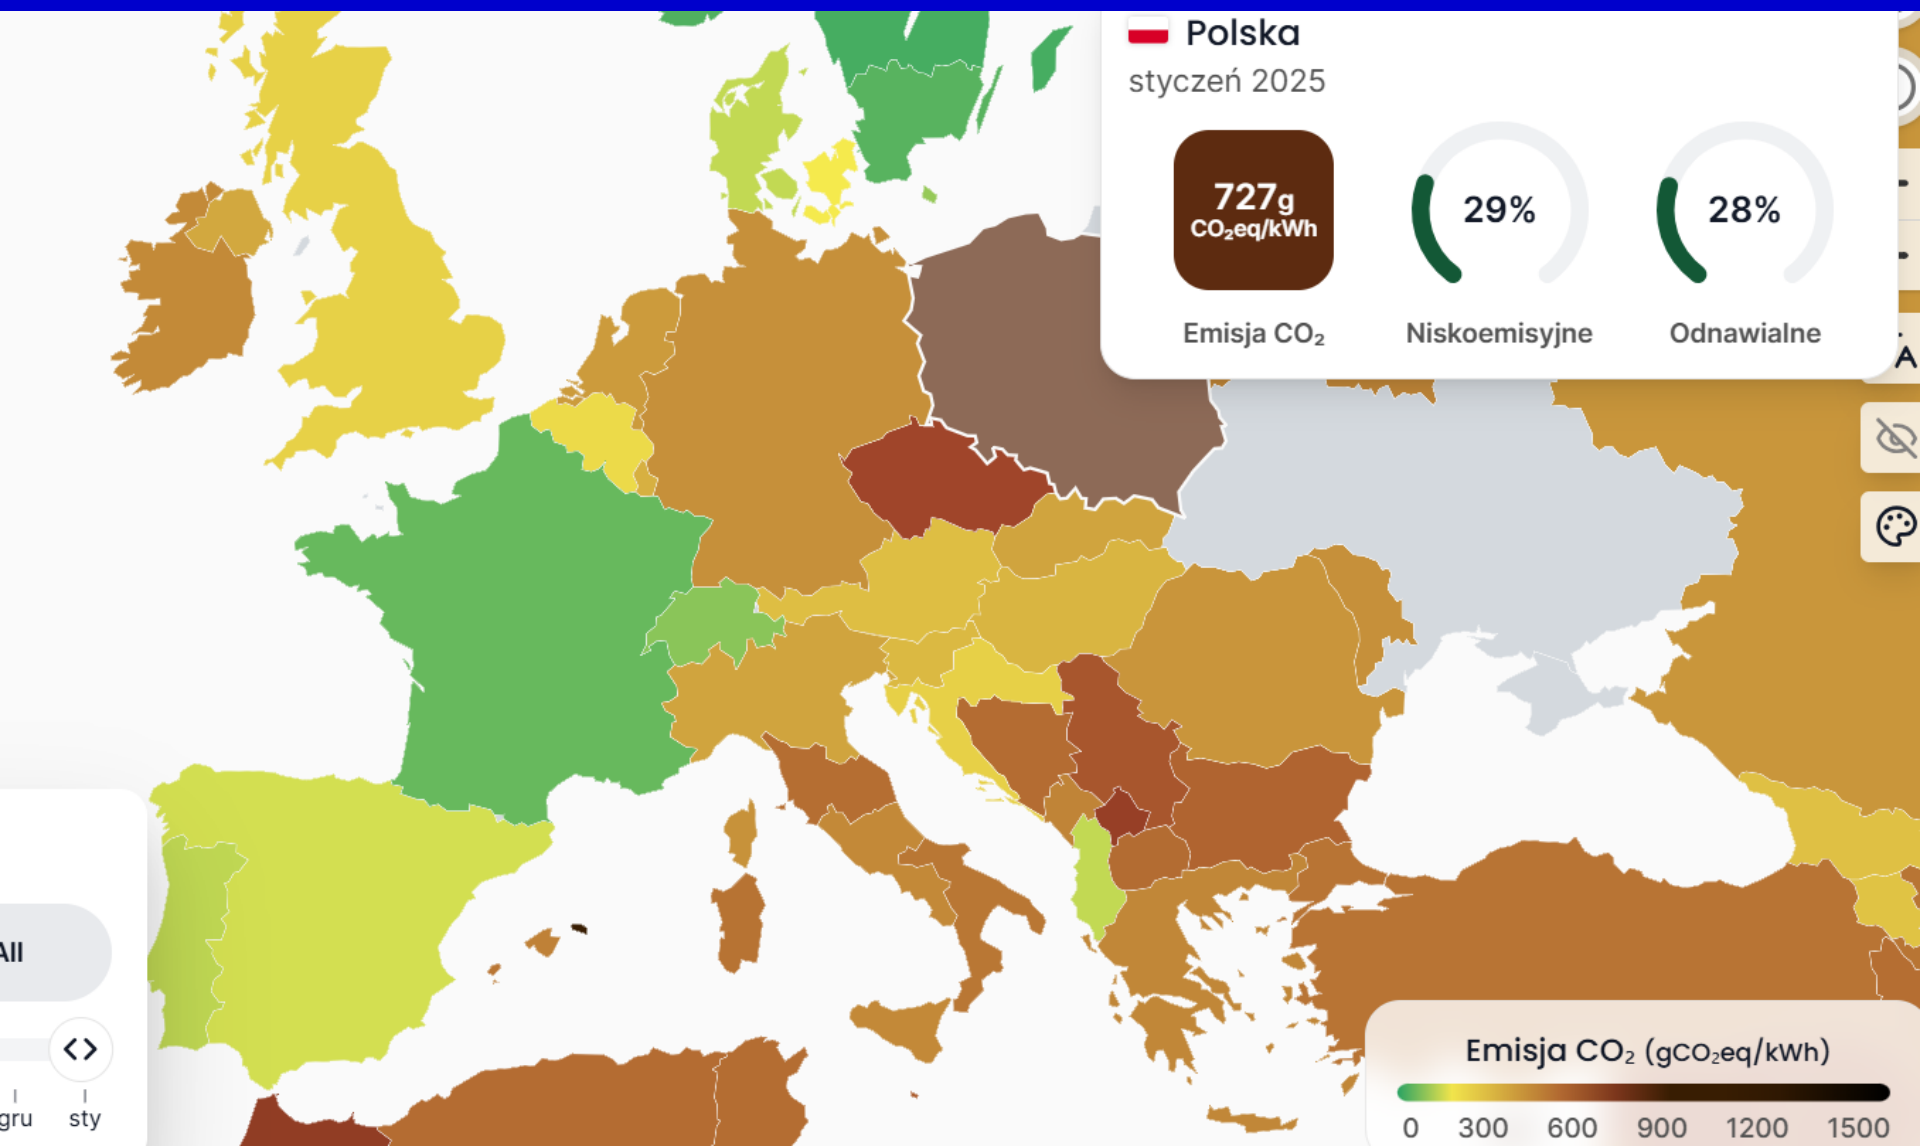 Polska
styczeń 2025
727g
CO₂eq/kWh
29%
28%
Emisja CO₂
Niskoemisyjne
Odnawialne
A
All
gru
sty
Emisja CO₂ (gCO₂eq/kWh)
0 300 600 900 1200 1500